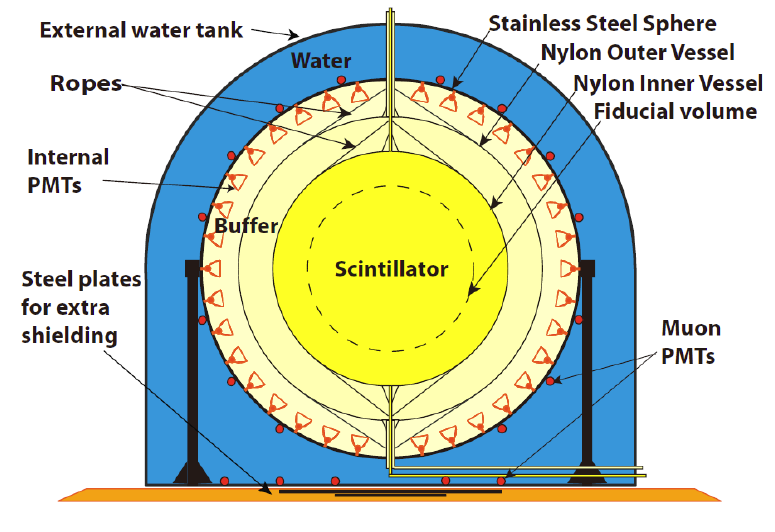 External water tank
Water
Ropes
Stainless Steel Sphere
Nylon Outer Vessel
Nylon Inner Vessel
Fiducial volume
Internal
PMTs
Buffer
Scintillator
Steel plates
for extra
shielding
Muon
PMTs